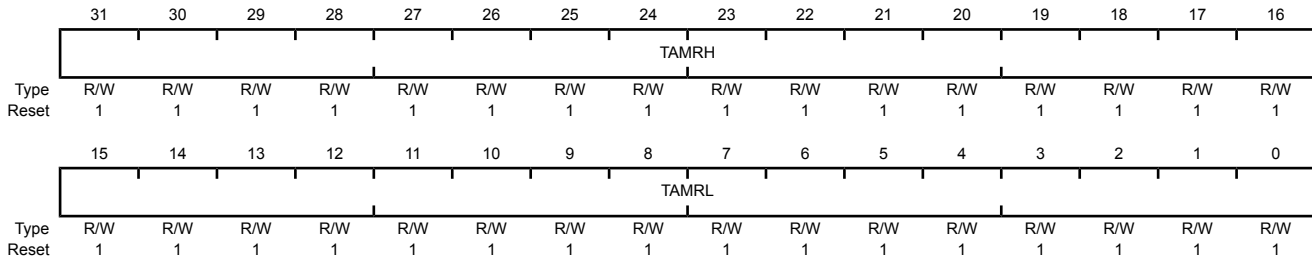 31 30 29 28 27 26 25 24 23 22 21 20 19 18 17 16
TAMRH
Type R/W R/W R/W R/W R/W R/W R/W R/W R/W R/W R/W R/W R/W R/W R/W R/W
Reset 1 1 1 1 1 1 1 1 1 1 1 1 1 1 1 1
15 14 13 12 11 10 9 8 7 6 5 4 3 2 1 0
TAMRL
Type R/W R/W R/W R/W R/W R/W R/W R/W R/W R/W R/W R/W R/W R/W R/W R/W
Reset 1 1 1 1 1 1 1 1 1 1 1 1 1 1 1 1